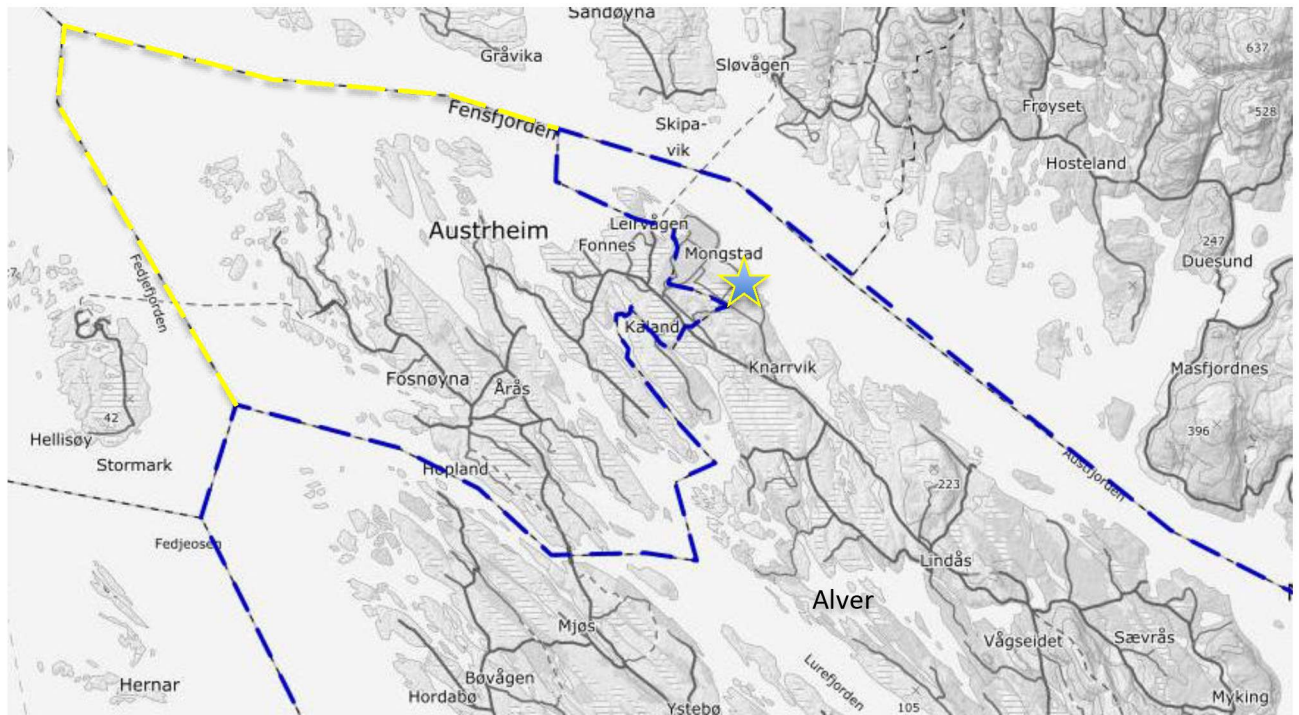 Sandøyna
Gråvika
Sløvågen
637
528
Frøyset
Fensfjorden
Skipa-
vik
Hosteland
Leirvågen
Austrheim
Fonnes
Mongstad
247
Duesund
Fedjefjorden
Kaland
Knarrvik
Masfjordnes
Fosnøyna
Årås
42
396
Hellisøy
Stormark
Hopland
223
Austfjorden
Fedjeosen
Lindås
Alver
Mjøs
Vågseidet
Sævrås
Hernar
Bøvågen
Hordabø
Lurefjorden
Myking
Ystebø
105